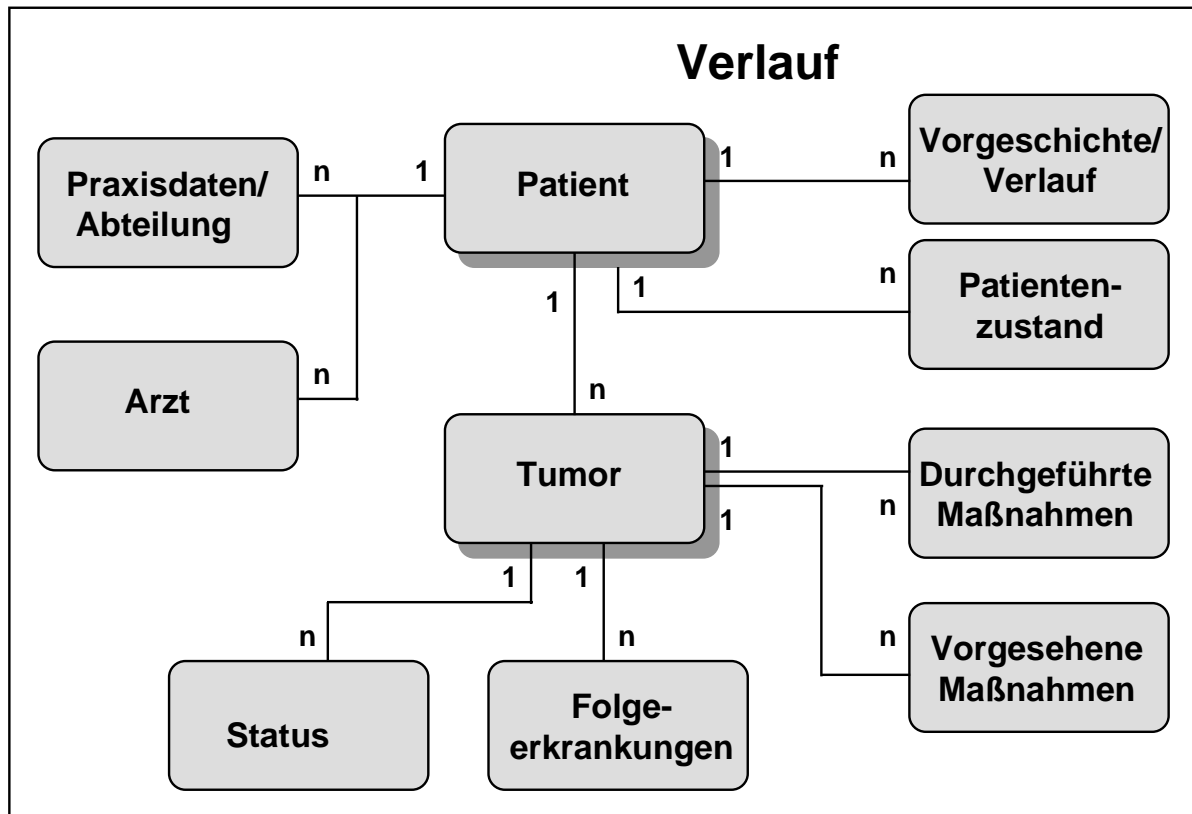 Verlauf
Praxisdaten/
Abteilung
n
1
Patient
1
n
Vorgeschichte/
Verlauf
1
1
n
Patienten-
zustand
Arzt
n
n
Tumor
1
1
n
Durchgeführte
Maßnahmen
1
1
n
n
n
Vorgesehene
Maßnahmen
Status
Folge-
erkrankungen